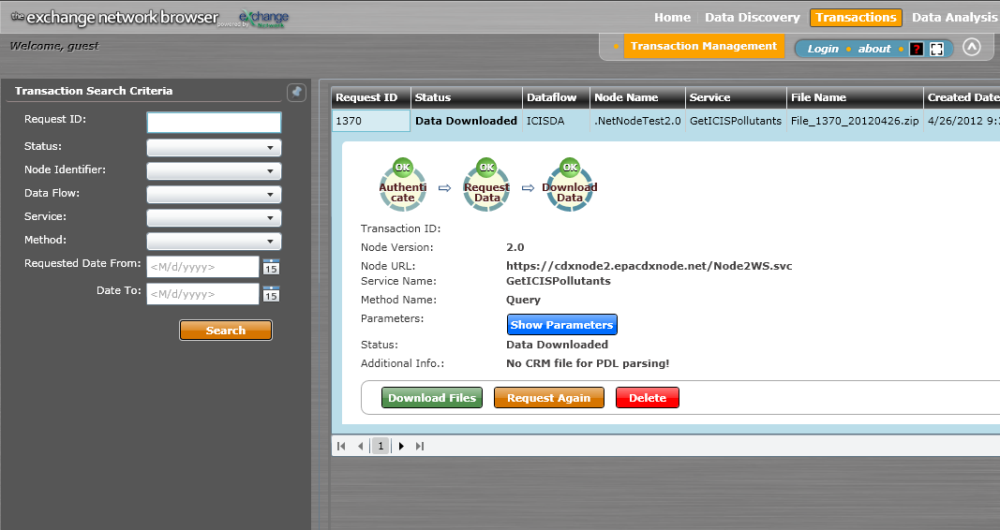 the exchange network browser
powered by exchange Network
Home Data Discovery Transactions Data Analysis
Welcome, guest
Transaction Management Login about ?
Transaction Search Criteria
Request ID:
Status:
Node Identifier:
Data Flow:
Service:
Method:
Requested Date From: <M/d/yyyy> 15
Date To: <M/d/yyyy> 15
Search
Request ID Status Dataflow Node Name Service File Name Created Date
1370 Data Downloaded ICISDA .NetNodeTest2.0 GetICISPollutants File_1370_20120426.zip 4/26/2012 9:3
OK OK OK
Authenti Request Download
cate Data Data
Transaction ID:
Node Version: 2.0
Node URL: https://cdxnode2.epacdxnode.net/Node2WS.svc
Service Name: GetICISPollutants
Method Name: Query
Parameters: Show Parameters
Status: Data Downloaded
Additional Info.: No CRM file for PDL parsing!
Download Files Request Again Delete
1